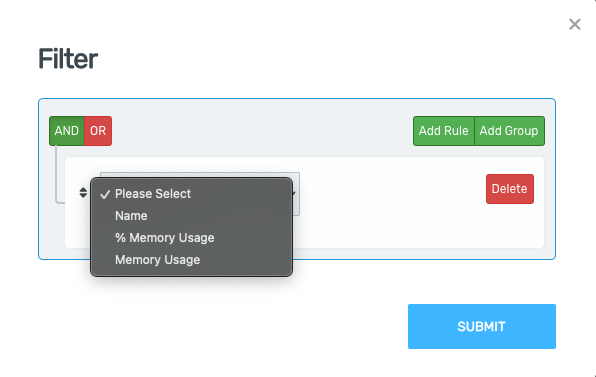 Filter
AND OR Add Rule Add Group
Please Select
Delete
Name
% Memory Usage
Memory Usage
SUBMIT